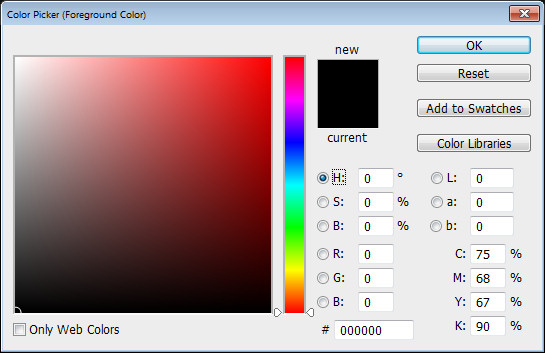 Color Picker (Foreground Color)
new
current
OK
Reset
Add to Swatches
Color Libraries
H: 0 °
S: 0 %
B: 0 %
R: 0
G: 0
B: 0
# 000000
L: 0
a: 0
b: 0
C: 75 %
M: 68 %
Y: 67 %
K: 90 %
Only Web Colors